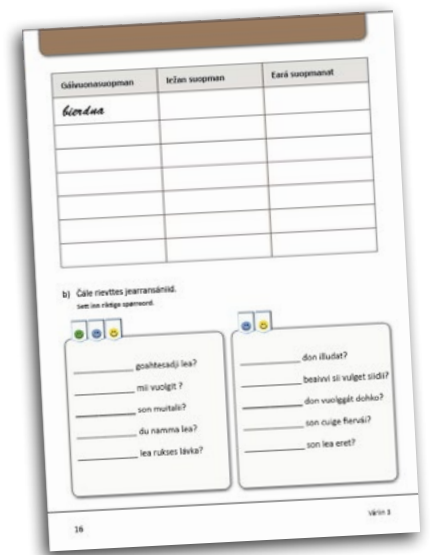 Gáivuonasuopman Iežan suopman Eará suopmanat
bierdna
b) Čále rievttes jearransániid.
Sett inn riktige spørreord.
goahtesadji lea?
mii vuolgit ?
son muitalii?
du namma lea?
lea rukses lávka?
don illudat?
beaivvi sii vulget siidii?
don vuolggát dohko?
son cuige fiervái?
son lea eret?
16
Várin 3